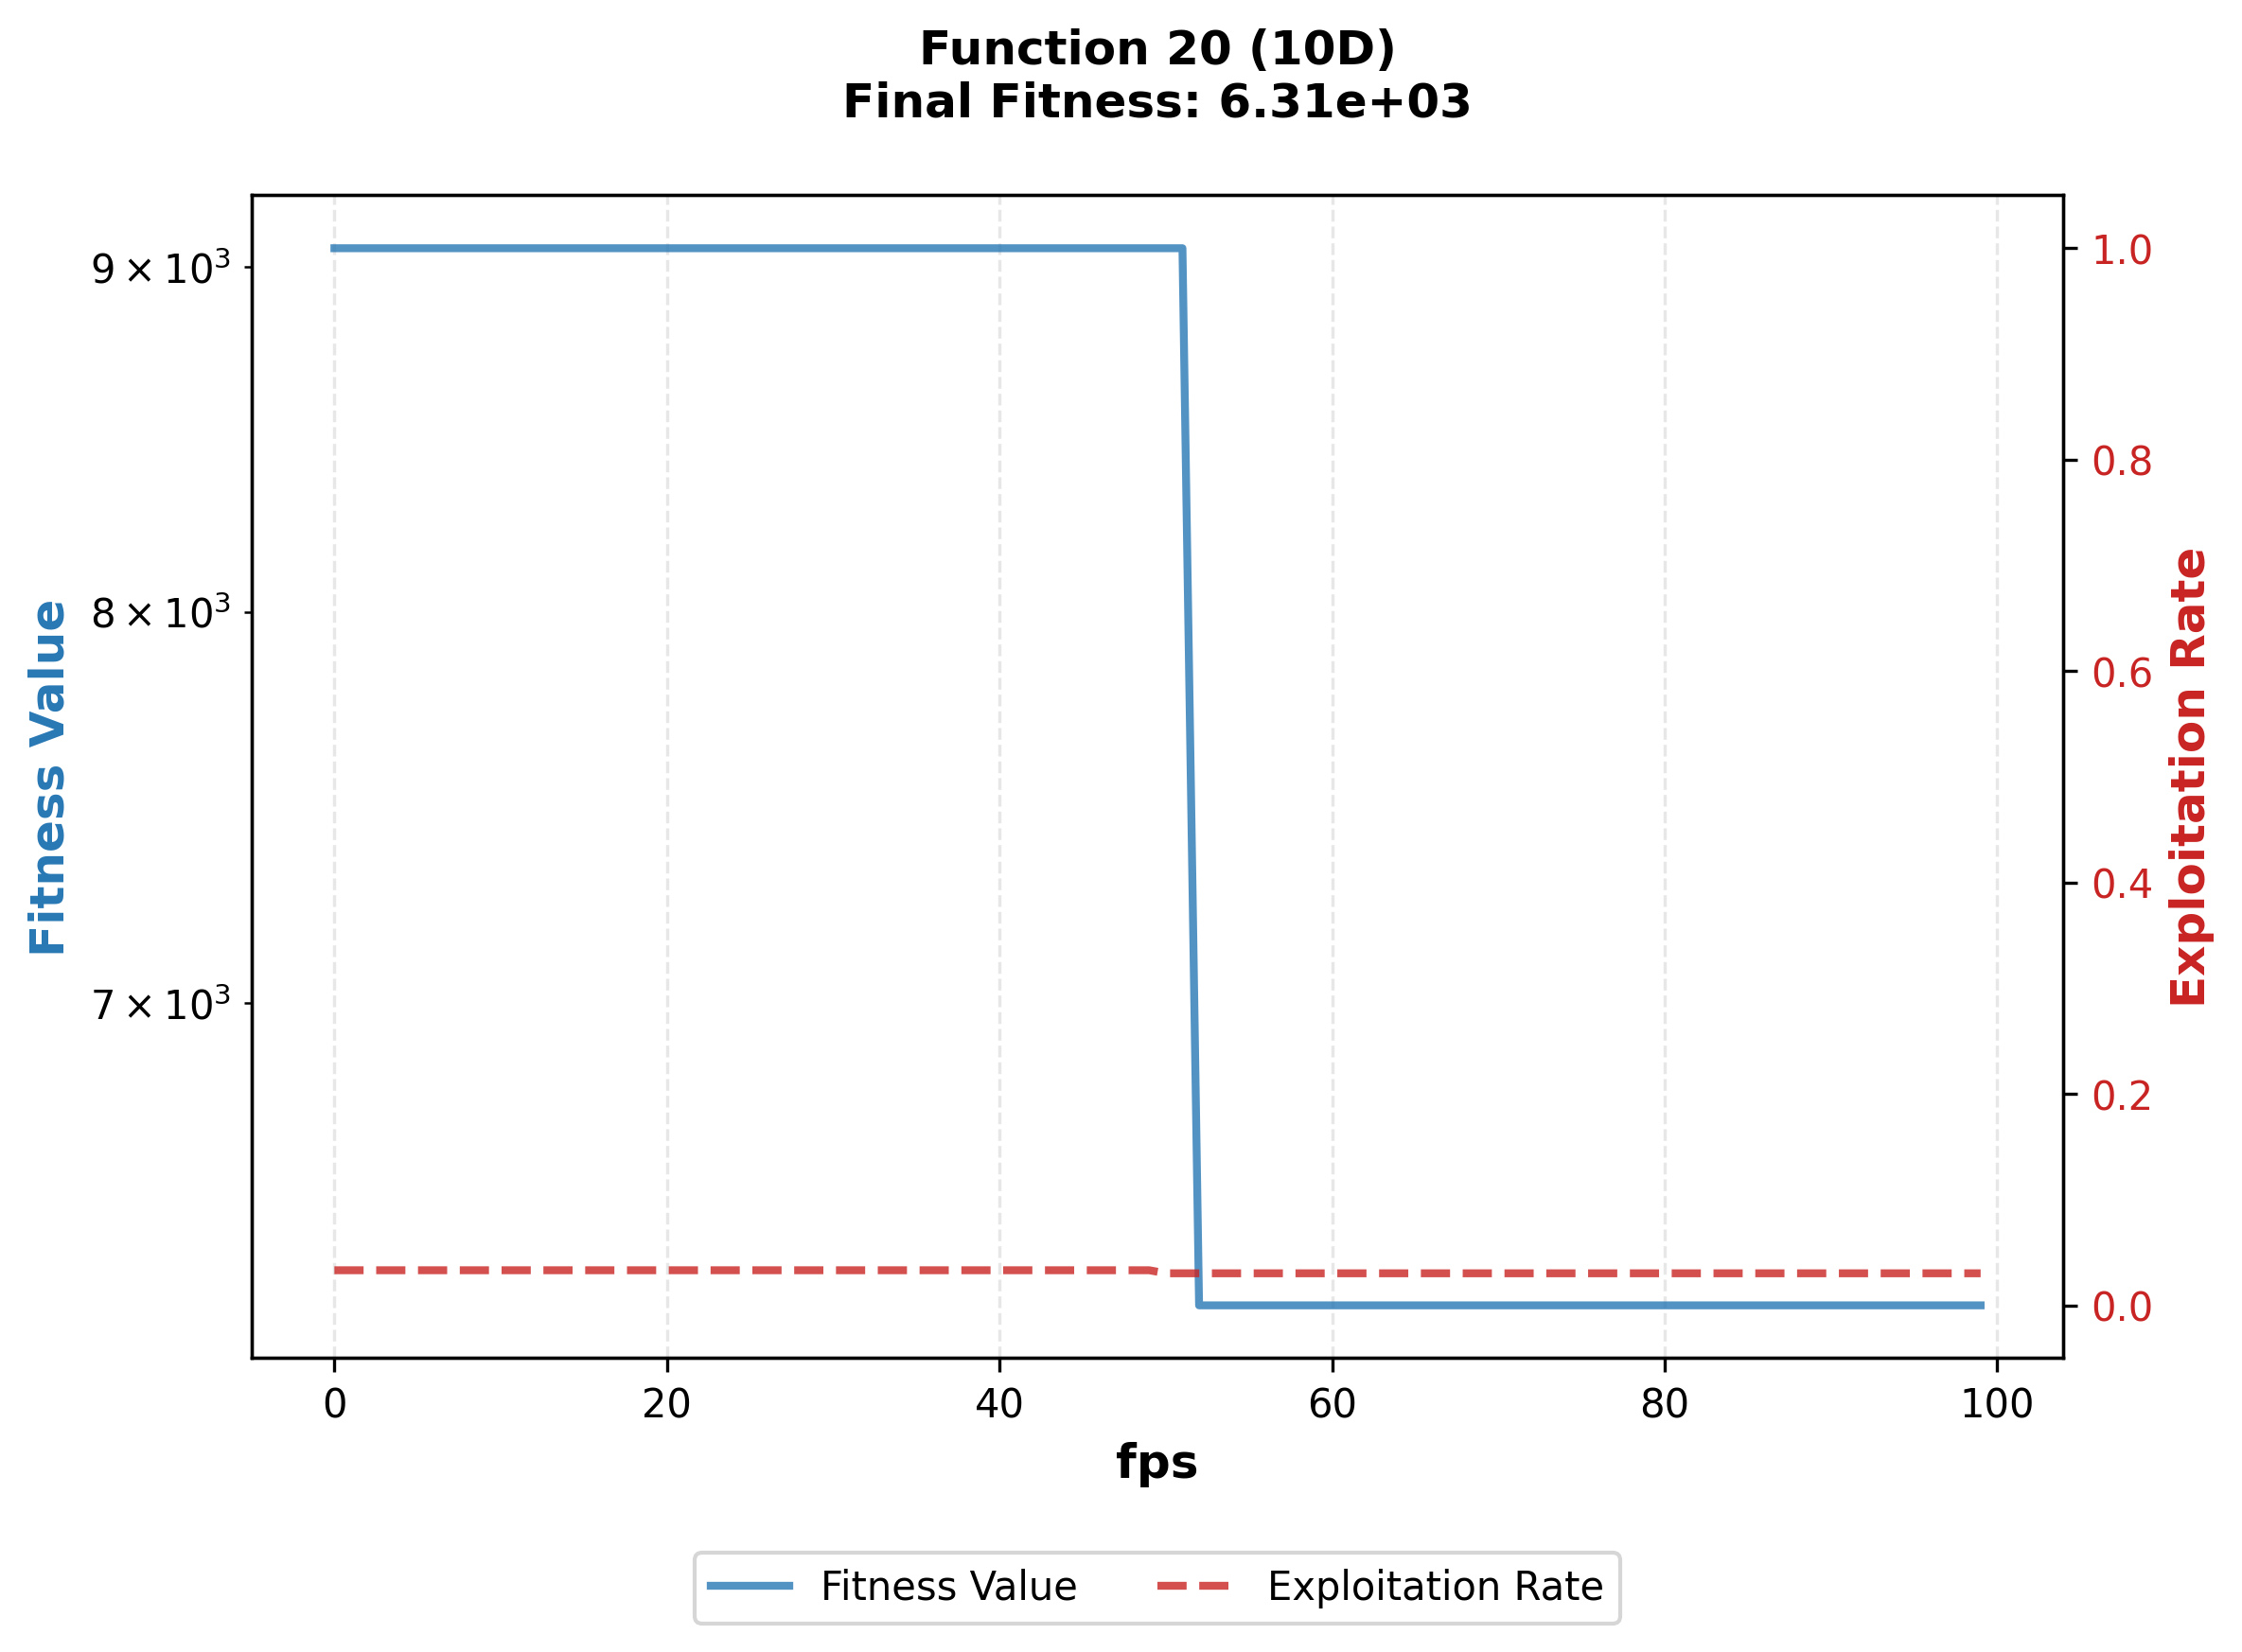 Function 20 (10D)
Final Fitness: 6.31e+03
9 × 10³
8 × 10³
7 × 10³
Fitness Value
1.0
0.8
0.6
0.4
0.2
0.0
Exploitation Rate
0 20 40 60 80 100
fps
Fitness Value Exploitation Rate